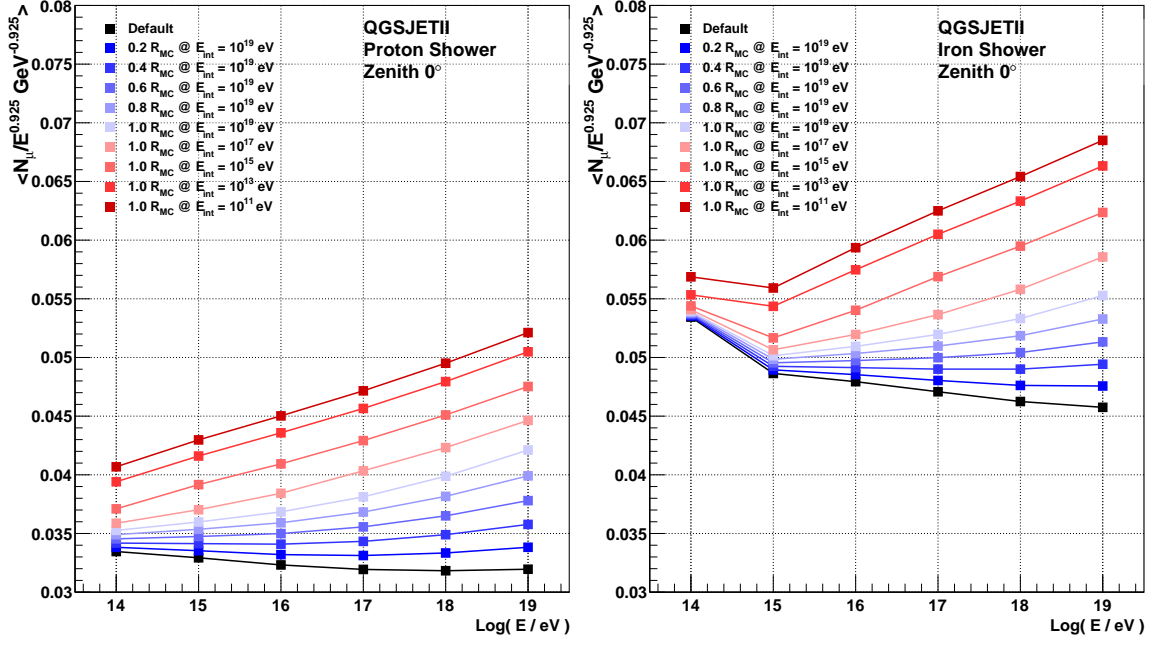 <N_μ/E^0.925 GeV^-0.925>
0.08
0.075
0.07
0.065
0.06
0.055
0.05
0.045
0.04
0.035
0.03
Default
0.2 R_MC @ E_int = 10^19 eV
0.4 R_MC @ E_int = 10^19 eV
0.6 R_MC @ E_int = 10^19 eV
0.8 R_MC @ E_int = 10^19 eV
1.0 R_MC @ E_int = 10^19 eV
1.0 R_MC @ E_int = 10^17 eV
1.0 R_MC @ E_int = 10^15 eV
1.0 R_MC @ E_int = 10^13 eV
1.0 R_MC @ E_int = 10^11 eV
QGSJETII
Proton Shower
Zenith 0°
14 15 16 17 18 19
Log( E / eV )
<N_μ/E^0.925 GeV^-0.925>
0.08
0.075
0.07
0.065
0.06
0.055
0.05
0.045
0.04
0.035
0.03
Default
0.2 R_MC @ E_int = 10^19 eV
0.4 R_MC @ E_int = 10^19 eV
0.6 R_MC @ E_int = 10^19 eV
0.8 R_MC @ E_int = 10^19 eV
1.0 R_MC @ E_int = 10^19 eV
1.0 R_MC @ E_int = 10^17 eV
1.0 R_MC @ E_int = 10^15 eV
1.0 R_MC @ E_int = 10^13 eV
1.0 R_MC @ E_int = 10^11 eV
QGSJETII
Iron Shower
Zenith 0°
14 15 16 17 18 19
Log( E / eV )